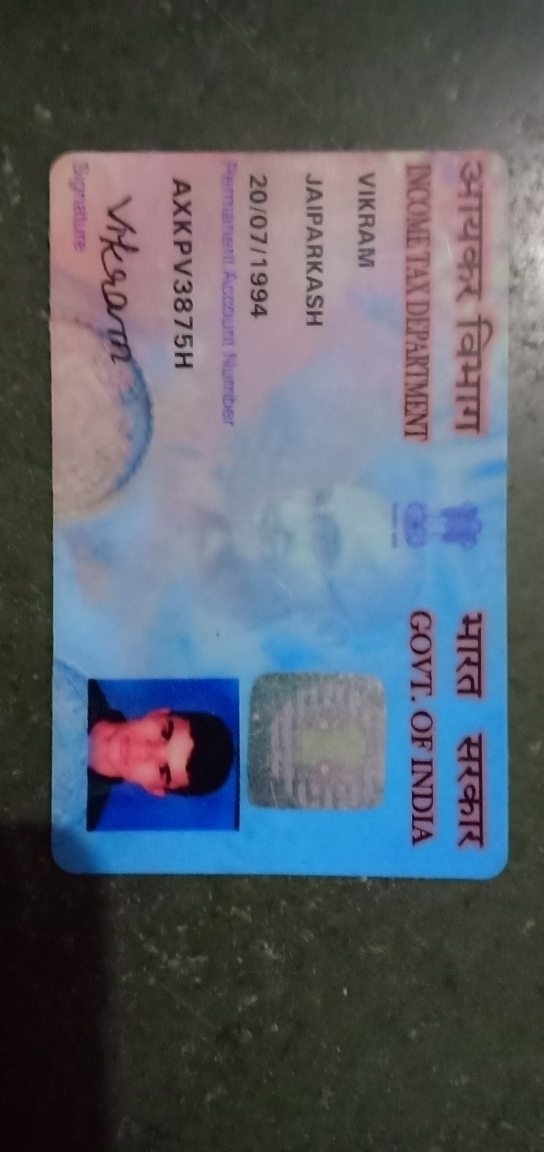 आयकर विभाग भारत सरकार
INCOME TAX DEPARTMENT GOVT. OF INDIA
VIKRAM
JAIPARKASH
20/07/1994
Permanent Account Number
AXKPV3875H
Vikram
Signature